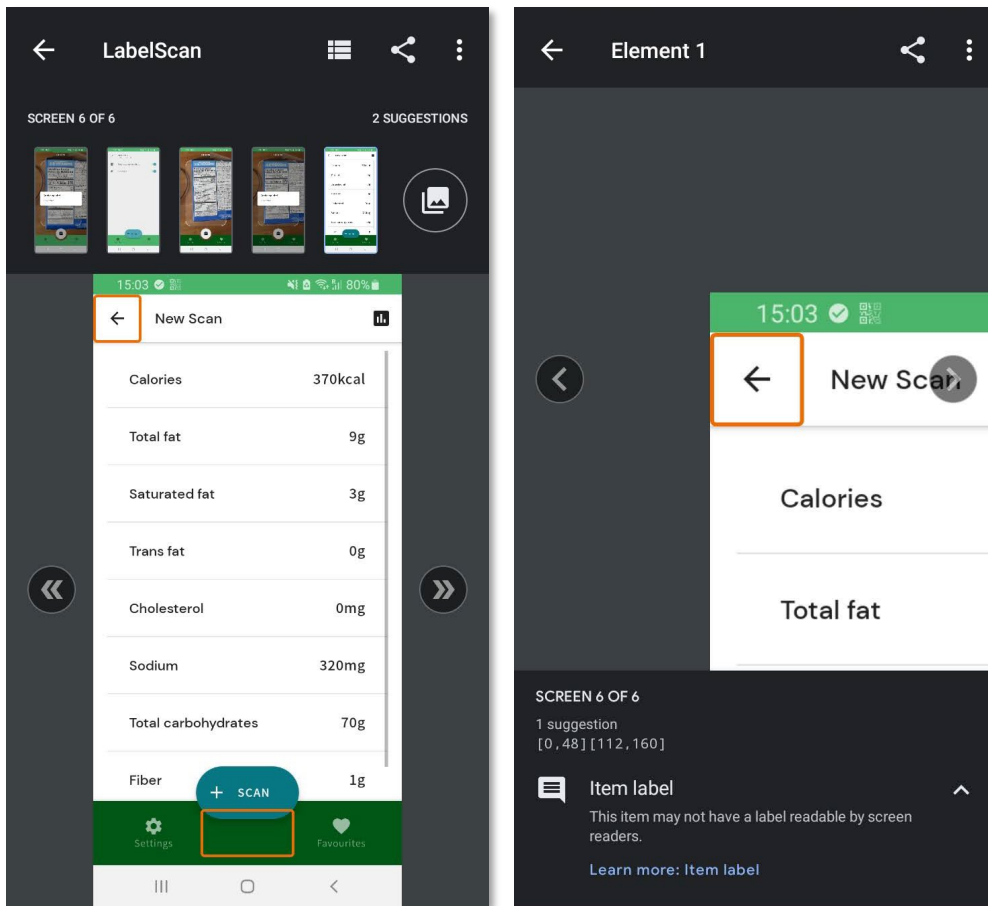 LabelScan
SCREEN 6 OF 6
2 SUGGESTIONS
15:03
80%
New Scan
Calories 370kcal
Total fat 9g
Saturated fat 3g
Trans fat 0g
Cholesterol 0mg
Sodium 320mg
Total carbohydrates 70g
Fiber 1g
+ SCAN
Settings
Favourites
Element 1
15:03
New Scan
Calories
Total fat
SCREEN 6 OF 6
1 suggestion
[0,48][112,160]
Item label
This item may not have a label readable by screen
readers.
Learn more: Item label